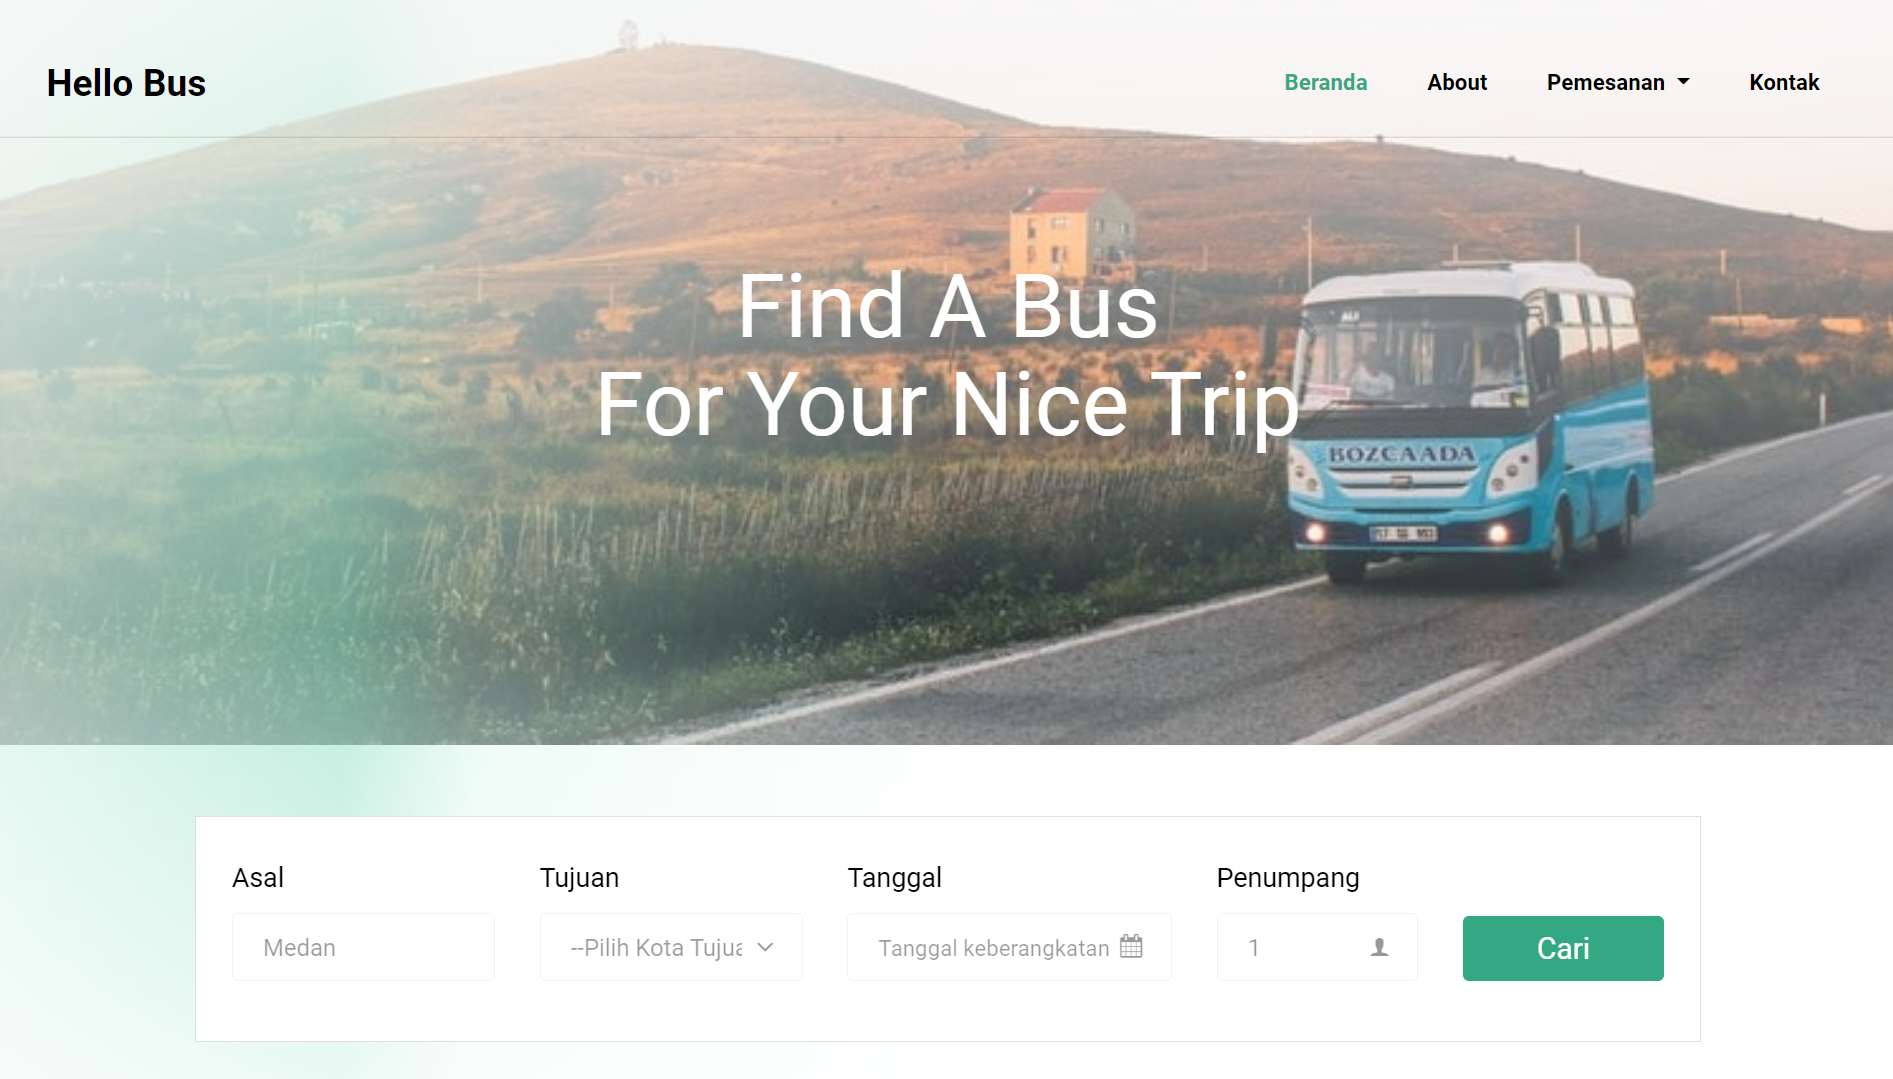 Hello Bus
Beranda
About
Pemesanan
Kontak
Find A Bus
For Your Nice Trip
ALJ
BOZCAADA
Asal
Tujuan
Tanggal
Penumpang
Medan
--Pilih Kota Tujua
Tanggal keberangkatan
1
Cari